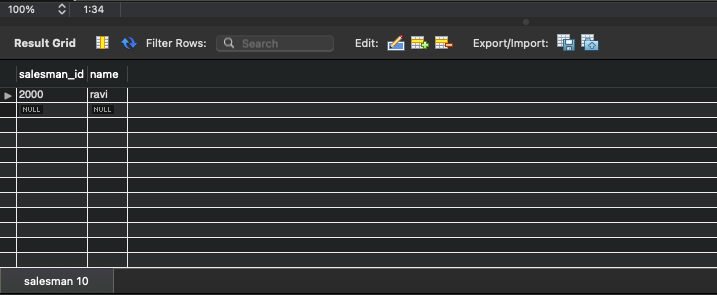 100% 1:34
Result Grid Filter Rows: Search Edit: Export/Import:
salesman_id name
2000 ravi
NULL NULL
salesman 10